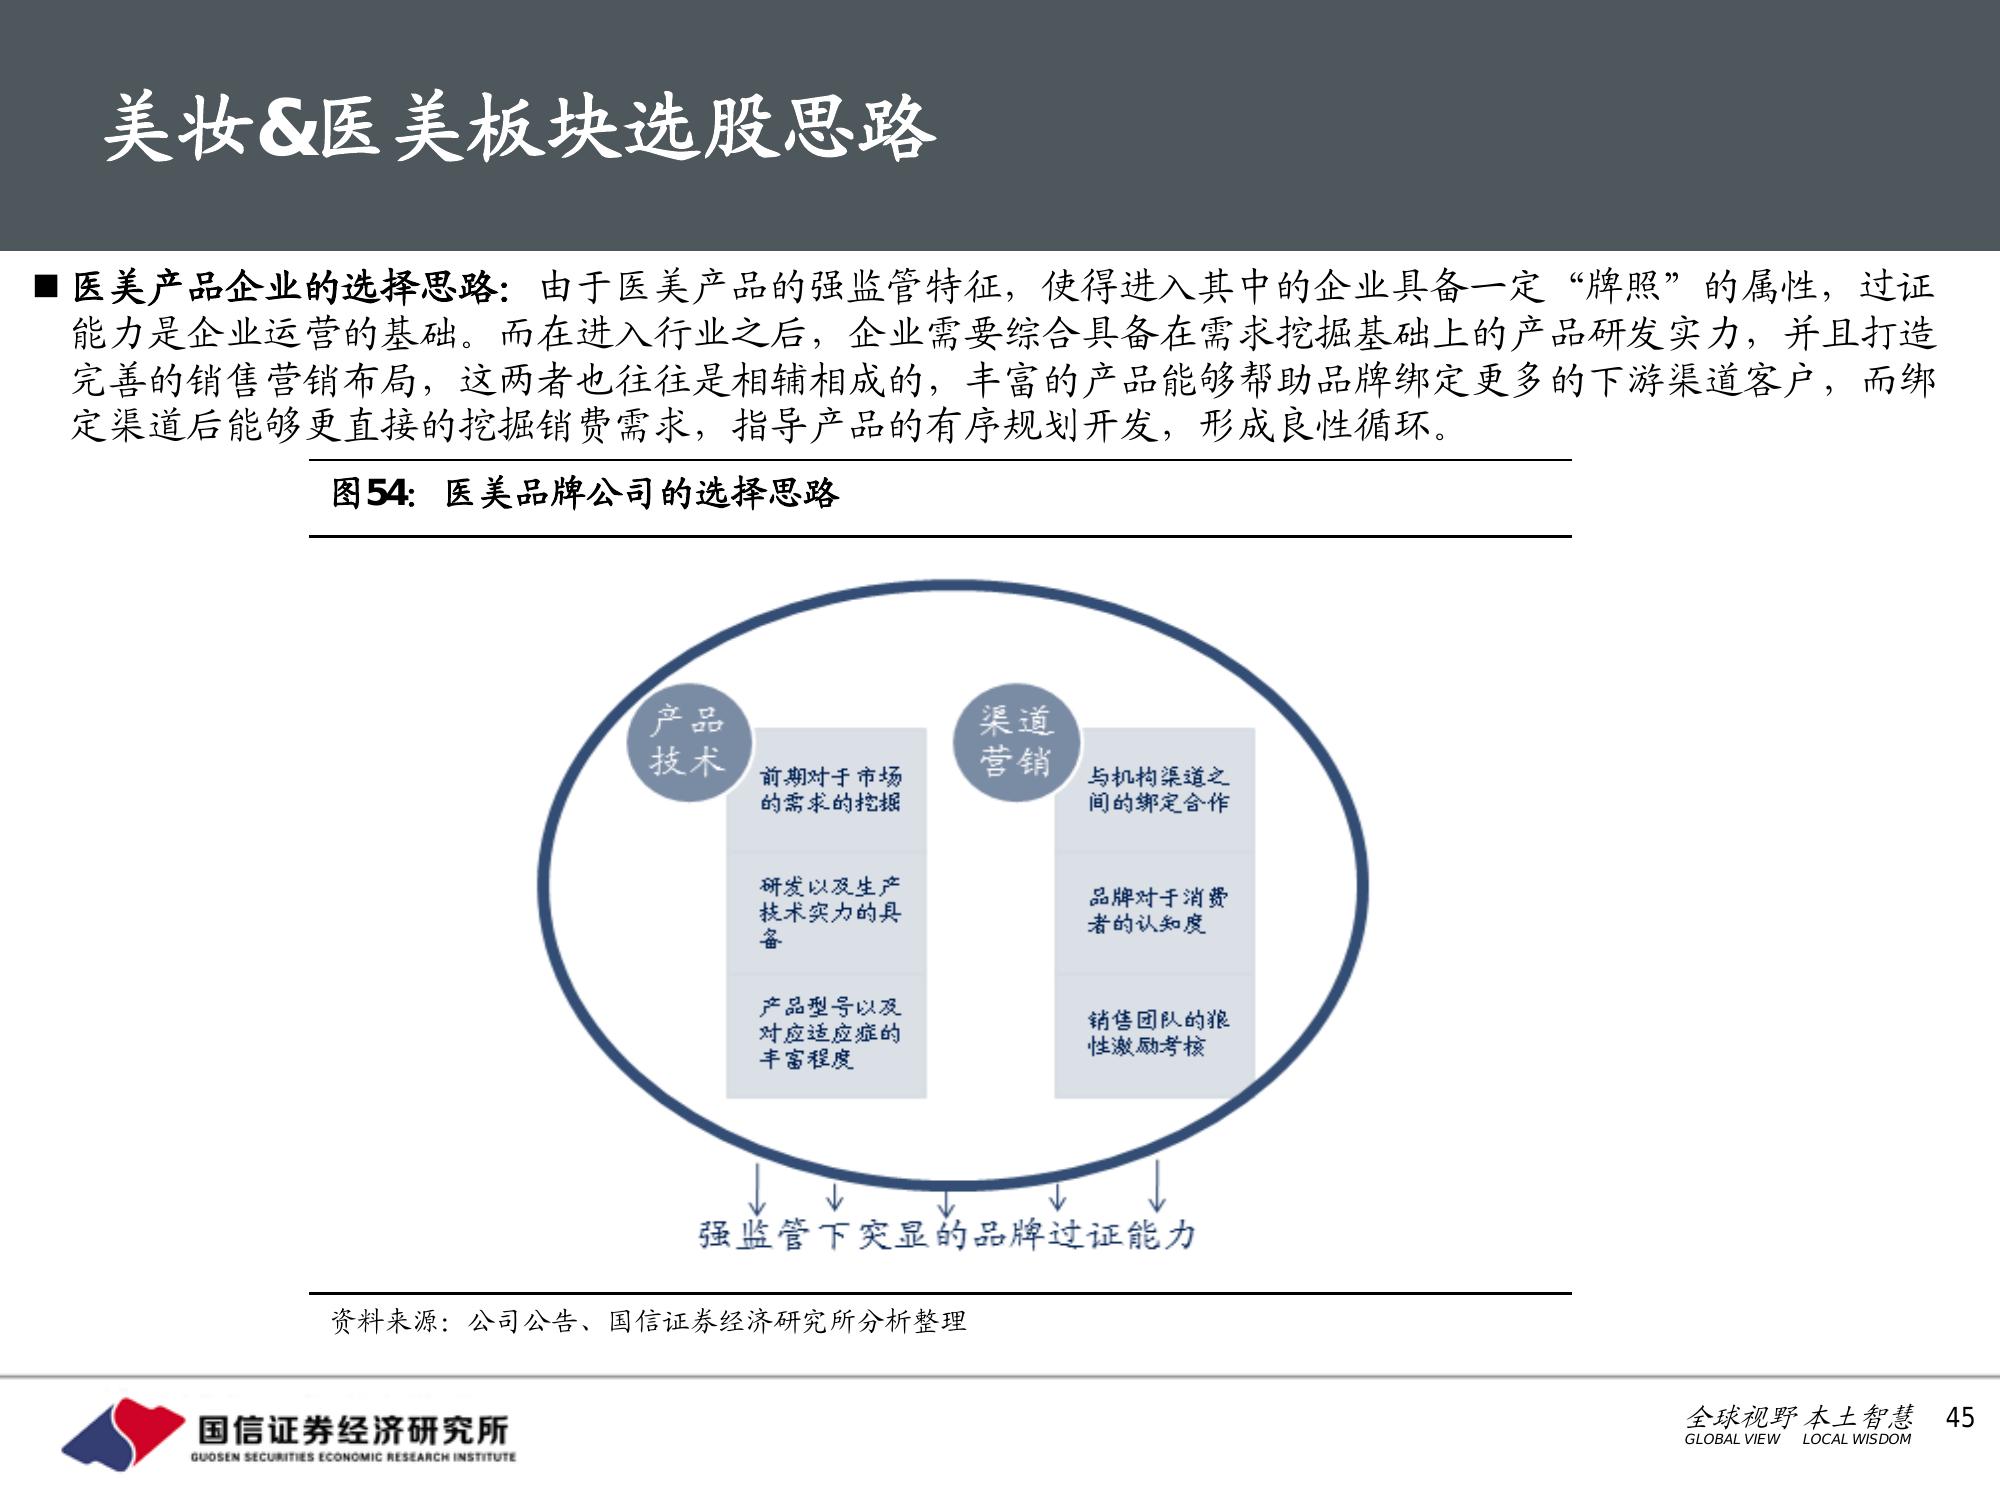 美妆&医美板块选股思路
■ 医美产品企业的选择思路：由于医美产品的强监管特征，使得进入其中的企业具备一定“牌照”的属性，过证
能力是企业运营的基础。而在进入行业之后，企业需要综合具备在需求挖掘基础上的产品研发实力，并且打造
完善的销售营销布局，这两者也往往是相辅相成的，丰富的产品能够帮助品牌绑定更多的下游渠道客户，而绑
定渠道后能够更直接的挖掘销费需求，指导产品的有序规划开发，形成良性循环。
图54：医美品牌公司的选择思路
产品
技术
前期对于市场
的需求的挖掘
研发以及生产
技术实力的具
备
产品型号以及
对应适应症的
丰富程度
渠道
营销
与机构渠道之
间的绑定合作
品牌对于消费
者的认知度
销售团队的狼
性激励考核
强监管下突显的品牌过证能力
资料来源：公司公告、国信证券经济研究所分析整理
国信证券经济研究所
GUOSEN SECURITIES ECONOMIC RESEARCH INSTITUTE
全球视野 本土智慧
GLOBAL VIEW LOCAL WISDOM
45